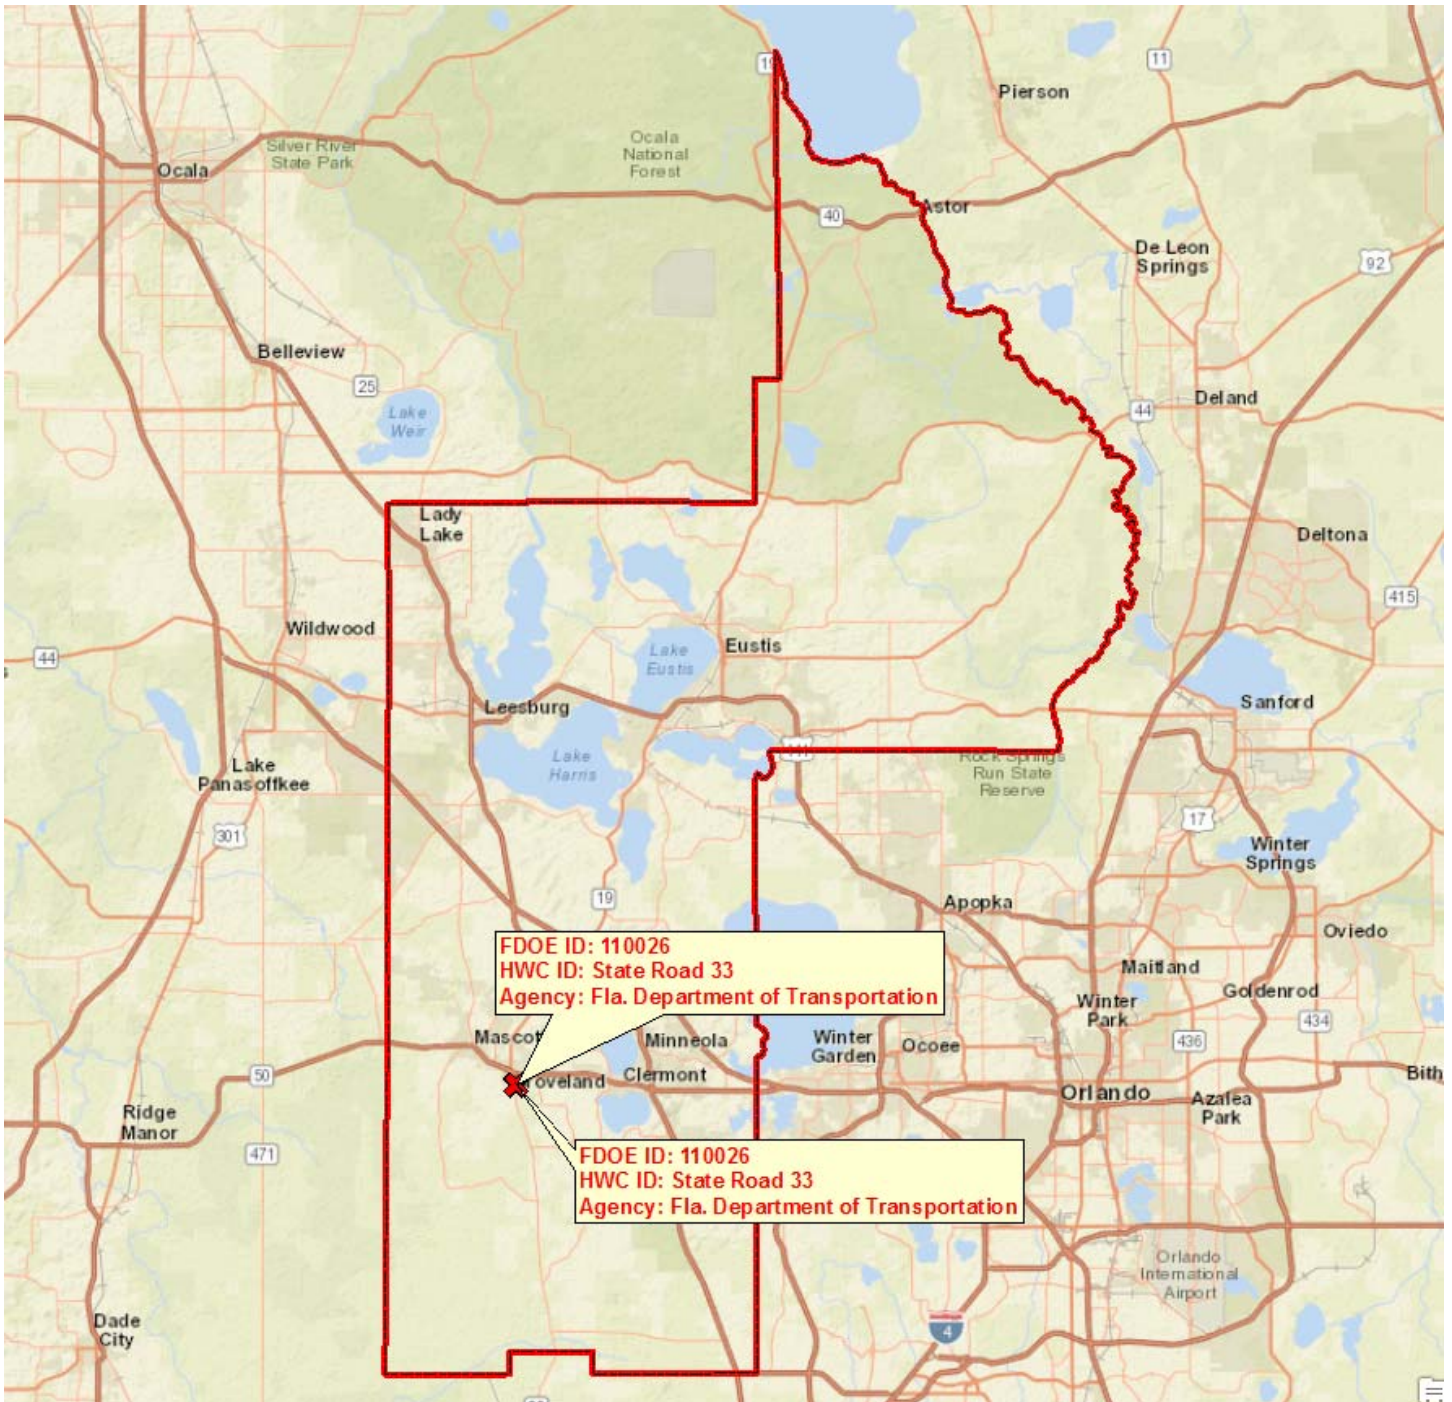 19
11
Pierson
Ocala
National
Forest
Silver River
State Park
Ocala
Astor
40
De Leon
Springs
92
Belleview
25
Lake
Weir
Deland
44
Lady
Lake
Deltona
415
Wildwood
Eustis
Lake
Eustis
44
Leesburg
Sanford
Lake
Harris
441
Rock Springs
Run State
Reserve
Lake
Panasoffkee
301
17
Winter
Springs
19
Apopka
Oviedo
FDOE ID: 110026
HWC ID: State Road 33
Agency: Fla. Department of Transportation
Maitland
Goldenrod
Winter
Park
434
Mascot
Minneola
Winter
Garden
Ocoee
436
50
oveland
Clermont
Orlando
Azalea
Park
Bith
Ridge
Manor
471
FDOE ID: 110026
HWC ID: State Road 33
Agency: Fla. Department of Transportation
Orlando
International
Airport
Dade
City
4